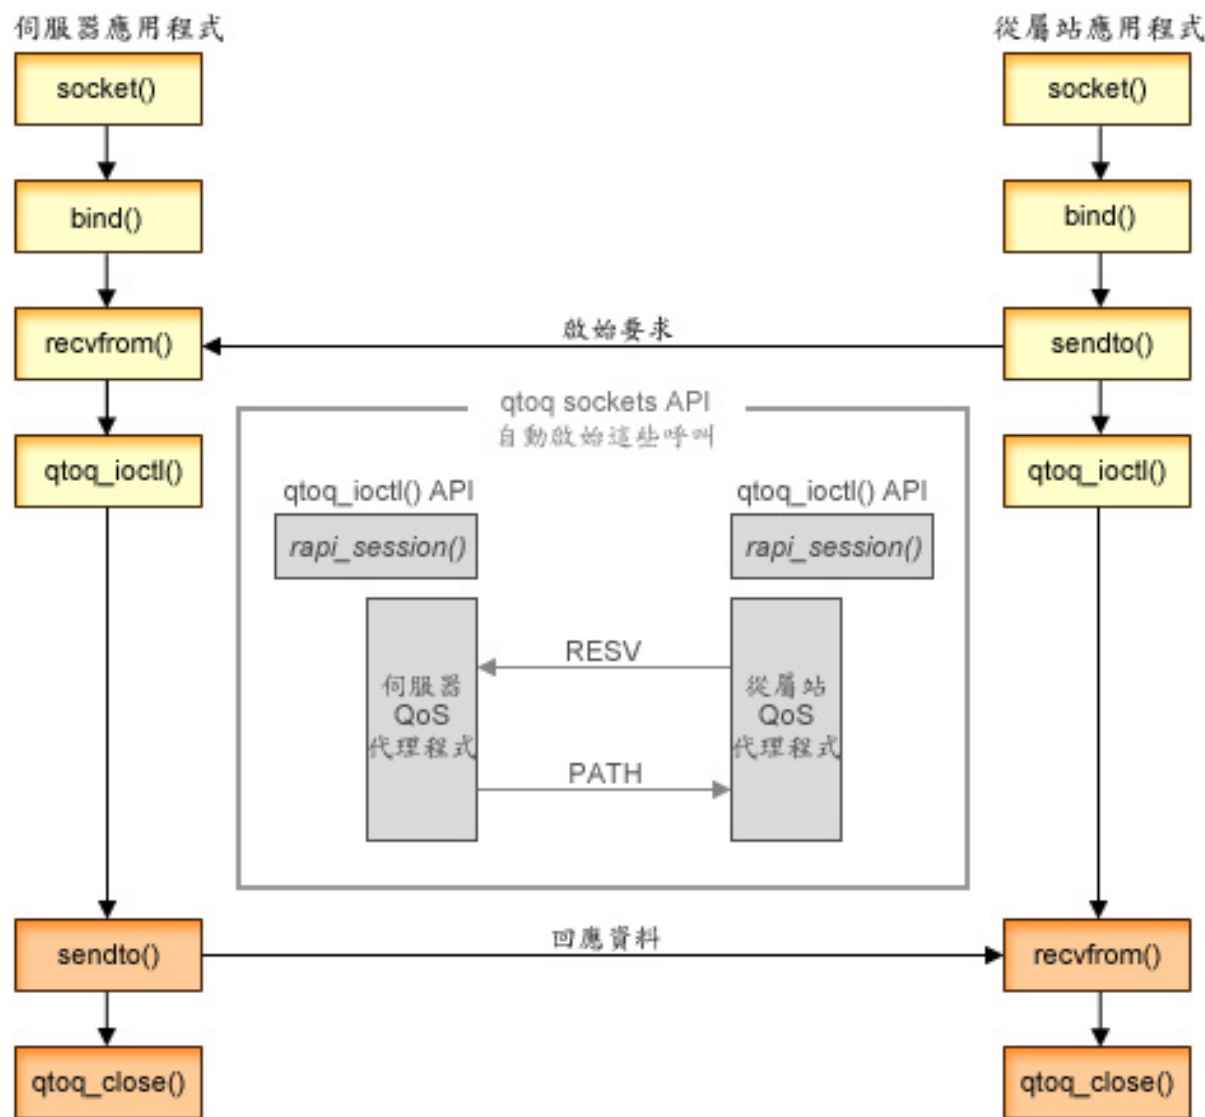 伺服器應用程式
從屬站應用程式
socket()
socket()
bind()
bind()
recvfrom()
啟始要求
sendto()
qtoq sockets API
自動啟始這些呼叫
qtoq_ioctl()
qtoq_ioctl()
qtoq_ioctl() API
qtoq_ioctl() API
rapi_session()
rapi_session()
RESV
伺服器
QoS
代理程式
從屬站
QoS
代理程式
PATH
sendto()
回應資料
recvfrom()
qtoq_close()
qtoq_close()